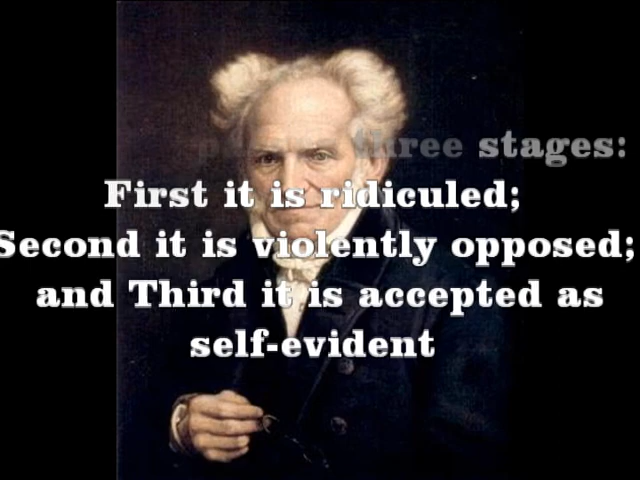 three stages:
First it is ridiculed;
Second it is violently opposed;
and Third it is accepted as
self-evident